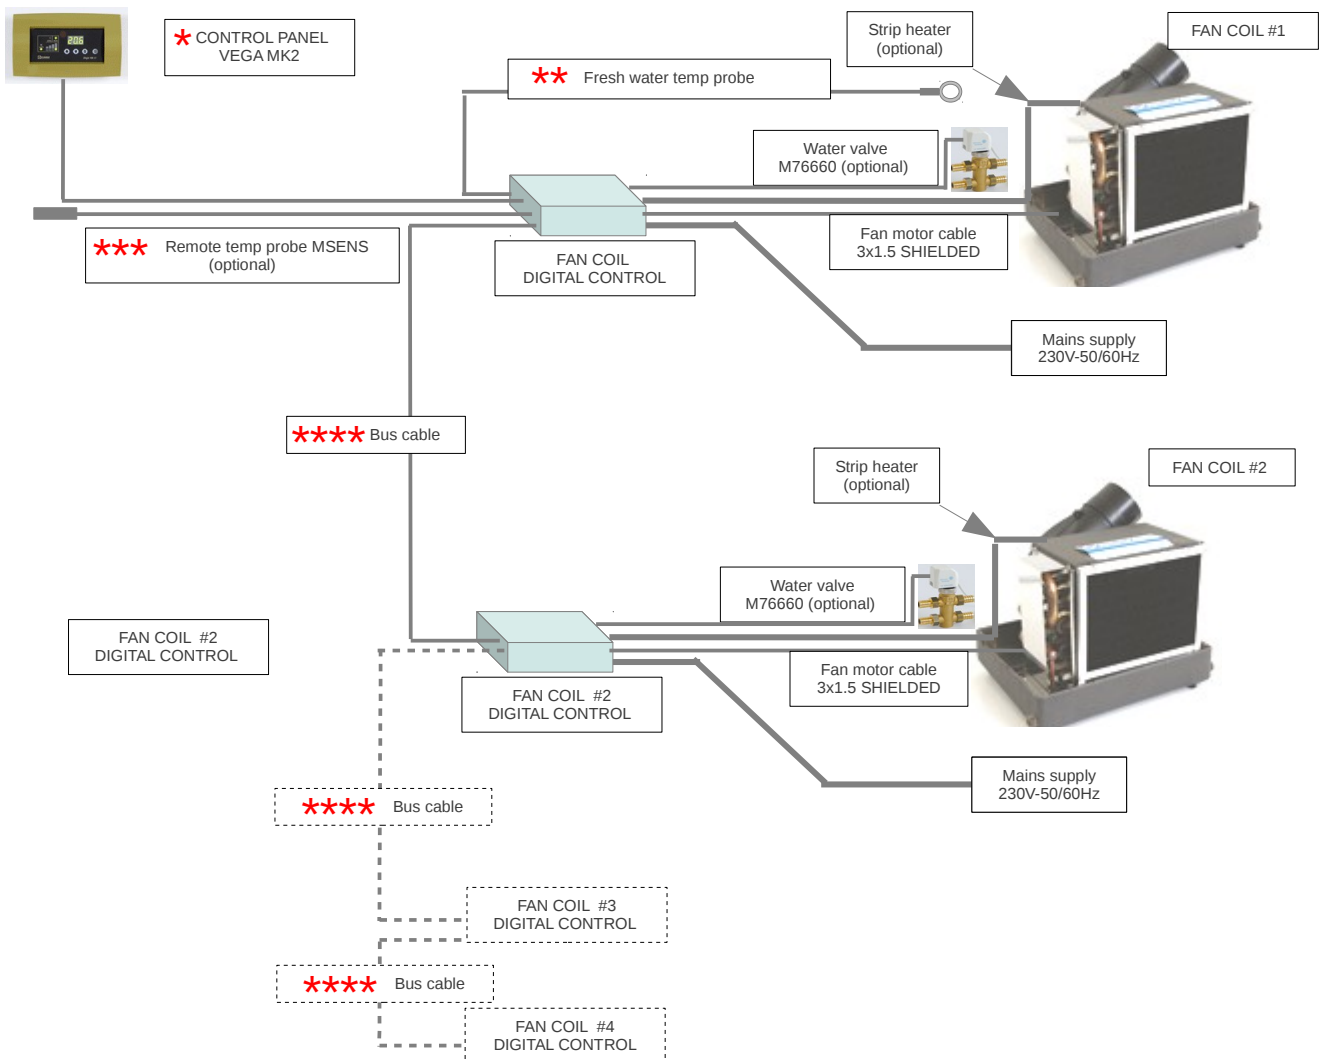 20.6
* CONTROL PANEL
VEGA MK2
Strip heater
(optional)
FAN COIL #1
** Fresh water temp probe
Water valve
M76660 (optional)
*** Remote temp probe MSENS
(optional)
FAN COIL
DIGITAL CONTROL
Fan motor cable
3x1.5 SHIELDED
Mains supply
230V-50/60Hz
**** Bus cable
Strip heater
(optional)
FAN COIL #2
Water valve
M76660 (optional)
FAN COIL #2
DIGITAL CONTROL
FAN COIL #2
DIGITAL CONTROL
Fan motor cable
3x1.5 SHIELDED
Mains supply
230V-50/60Hz
**** Bus cable
FAN COIL #3
DIGITAL CONTROL
**** Bus cable
FAN COIL #4
DIGITAL CONTROL